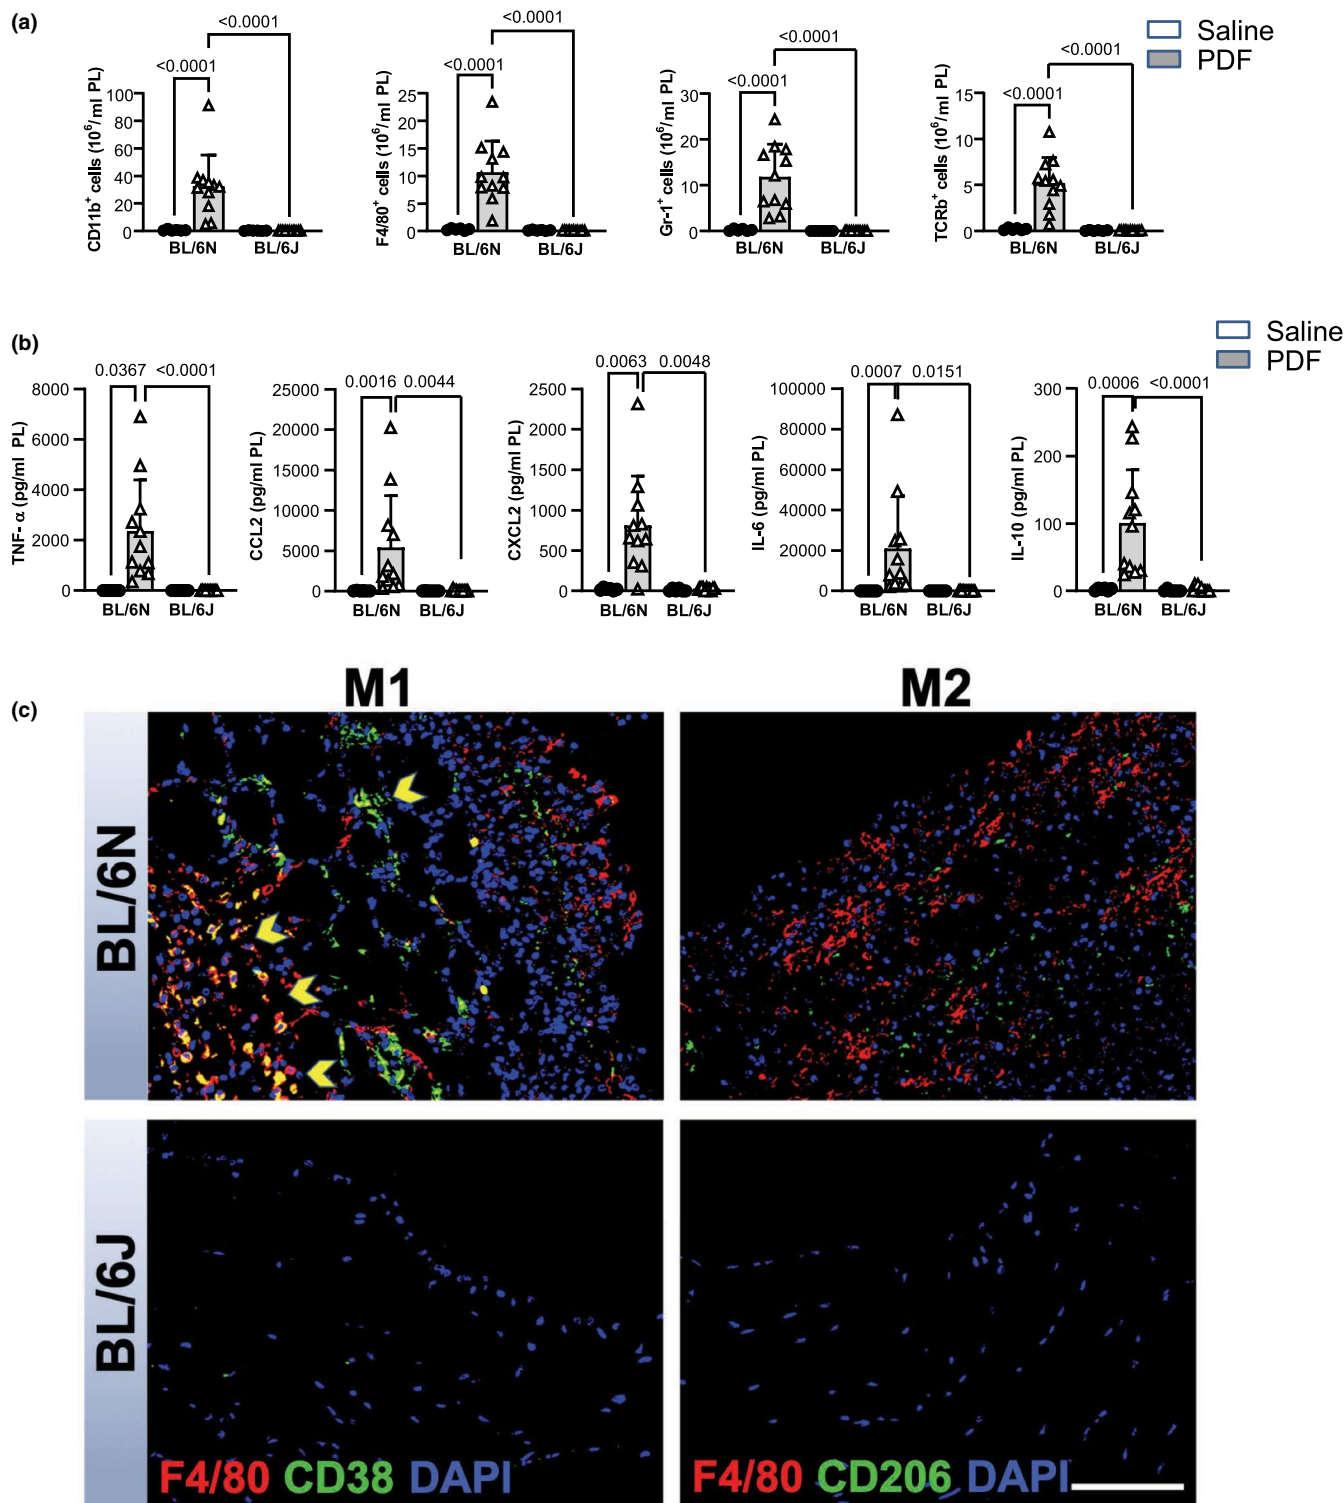 (a)
<0.0001
<0.0001
CD11b+ cells (10^6/ml PL)
100
80
60
40
20
0
BL/6N BL/6J
<0.0001
<0.0001
F4/80+ cells (10^6/ml PL)
25
20
15
10
5
0
BL/6N BL/6J
<0.0001
<0.0001
Gr-1+ cells (10^6/ml PL)
30
20
10
0
BL/6N BL/6J
<0.0001
<0.0001
TCRb+ cells (10^6/ml PL)
15
10
5
0
BL/6N BL/6J
Saline
PDF
(b)
0.0367 <0.0001
TNF- α (pg/ml PL)
8000
6000
4000
2000
0
BL/6N BL/6J
0.0016 0.0044
CCL2 (pg/ml PL)
25000
20000
15000
10000
5000
0
BL/6N BL/6J
0.0063 0.0048
CXCL2 (pg/ml PL)
2500
2000
1500
1000
500
0
BL/6N BL/6J
0.0007 0.0151
IL-6 (pg/ml PL)
100000
80000
60000
40000
20000
0
BL/6N BL/6J
0.0006 <0.0001
IL-10 (pg/ml PL)
300
200
100
0
BL/6N BL/6J
Saline
PDF
(c)
M1 M2
BL/6N
BL/6J
F4/80 CD38 DAPI
F4/80 CD206 DAPI